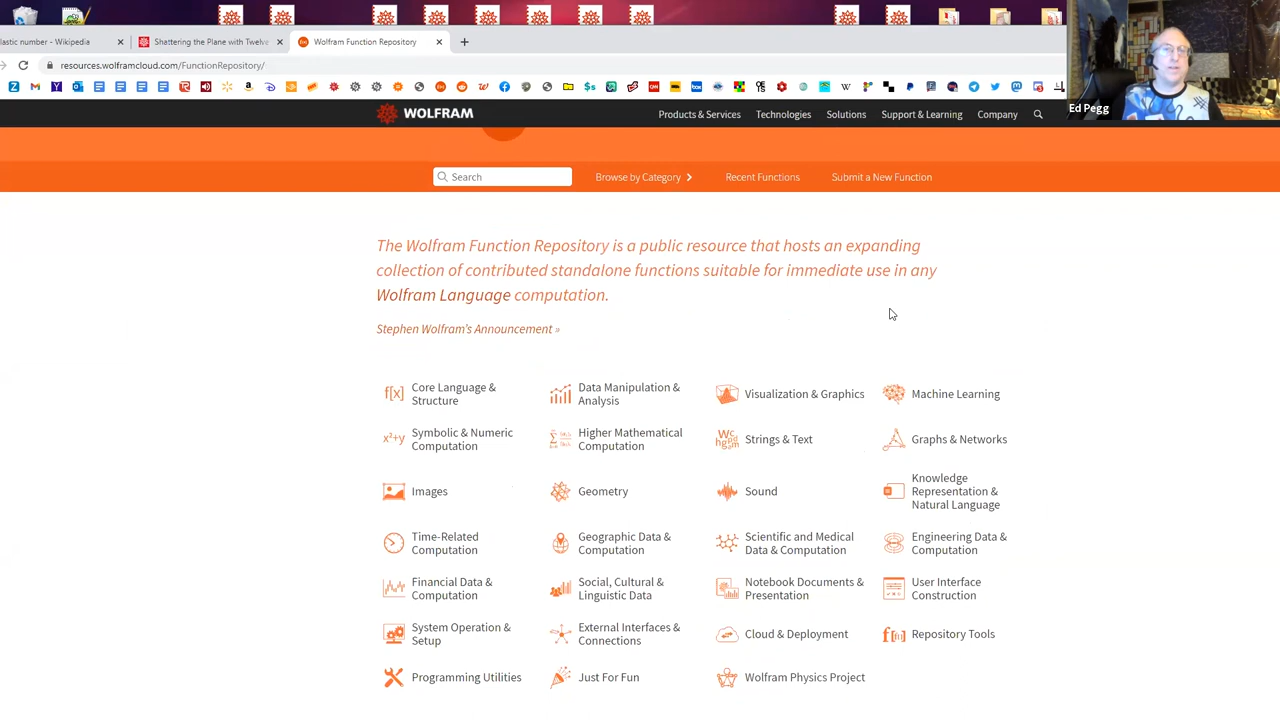 lastic number - Wikipedia
Shattering the Plane with Twelve
Wolfram Function Repository
resources.wolframcloud.com/FunctionRepository/
Ed Pegg
WOLFRAM
Products & Services
Technologies
Solutions
Support & Learning
Company
Search
Browse by Category
Recent Functions
Submit a New Function
The Wolfram Function Repository is a public resource that hosts an expanding
collection of contributed standalone functions suitable for immediate use in any
Wolfram Language computation.
Stephen Wolfram's Announcement »
f[x]
Core Language &
Structure
Data Manipulation &
Analysis
Visualization & Graphics
Machine Learning
x²+y
Symbolic & Numeric
Computation
Higher Mathematical
Computation
Strings & Text
Graphs & Networks
Images
Geometry
Sound
Knowledge
Representation &
Natural Language
Time-Related
Computation
Geographic Data &
Computation
Scientific and Medical
Data & Computation
Engineering Data &
Computation
Financial Data &
Computation
Social, Cultural &
Linguistic Data
Notebook Documents &
Presentation
User Interface
Construction
System Operation &
Setup
External Interfaces &
Connections
Cloud & Deployment
Repository Tools
Programming Utilities
Just For Fun
Wolfram Physics Project